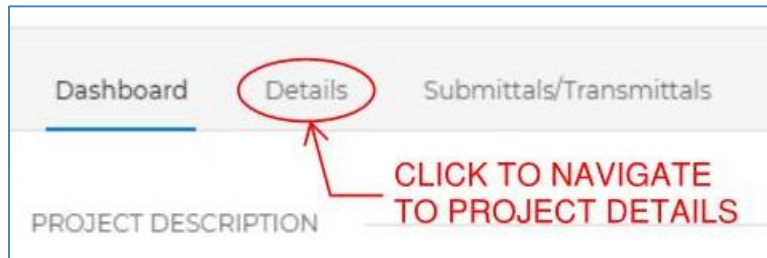 Dashboard Details Submittals/Transmittals
CLICK TO NAVIGATE
TO PROJECT DETAILS
PROJECT DESCRIPTION